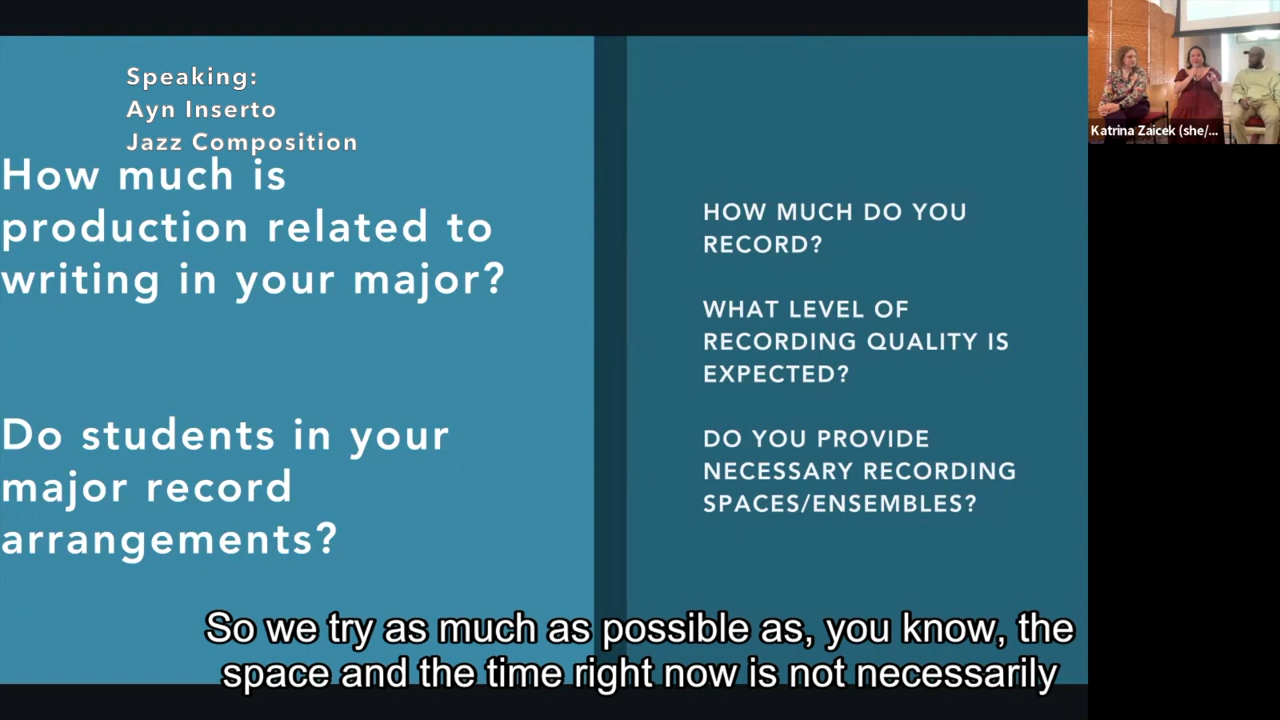 Speaking:
Ayn Inserto
Jazz Composition
How much is
production related to
writing in your major?
Do students in your
major record
arrangements?
HOW MUCH DO YOU
RECORD?
WHAT LEVEL OF
RECORDING QUALITY IS
EXPECTED?
DO YOU PROVIDE
NECESSARY RECORDING
SPACES/ENSEMBLES?
Katrina Zaicek (she/...
So we try as much as possible as, you know, the
space and the time right now is not necessarily